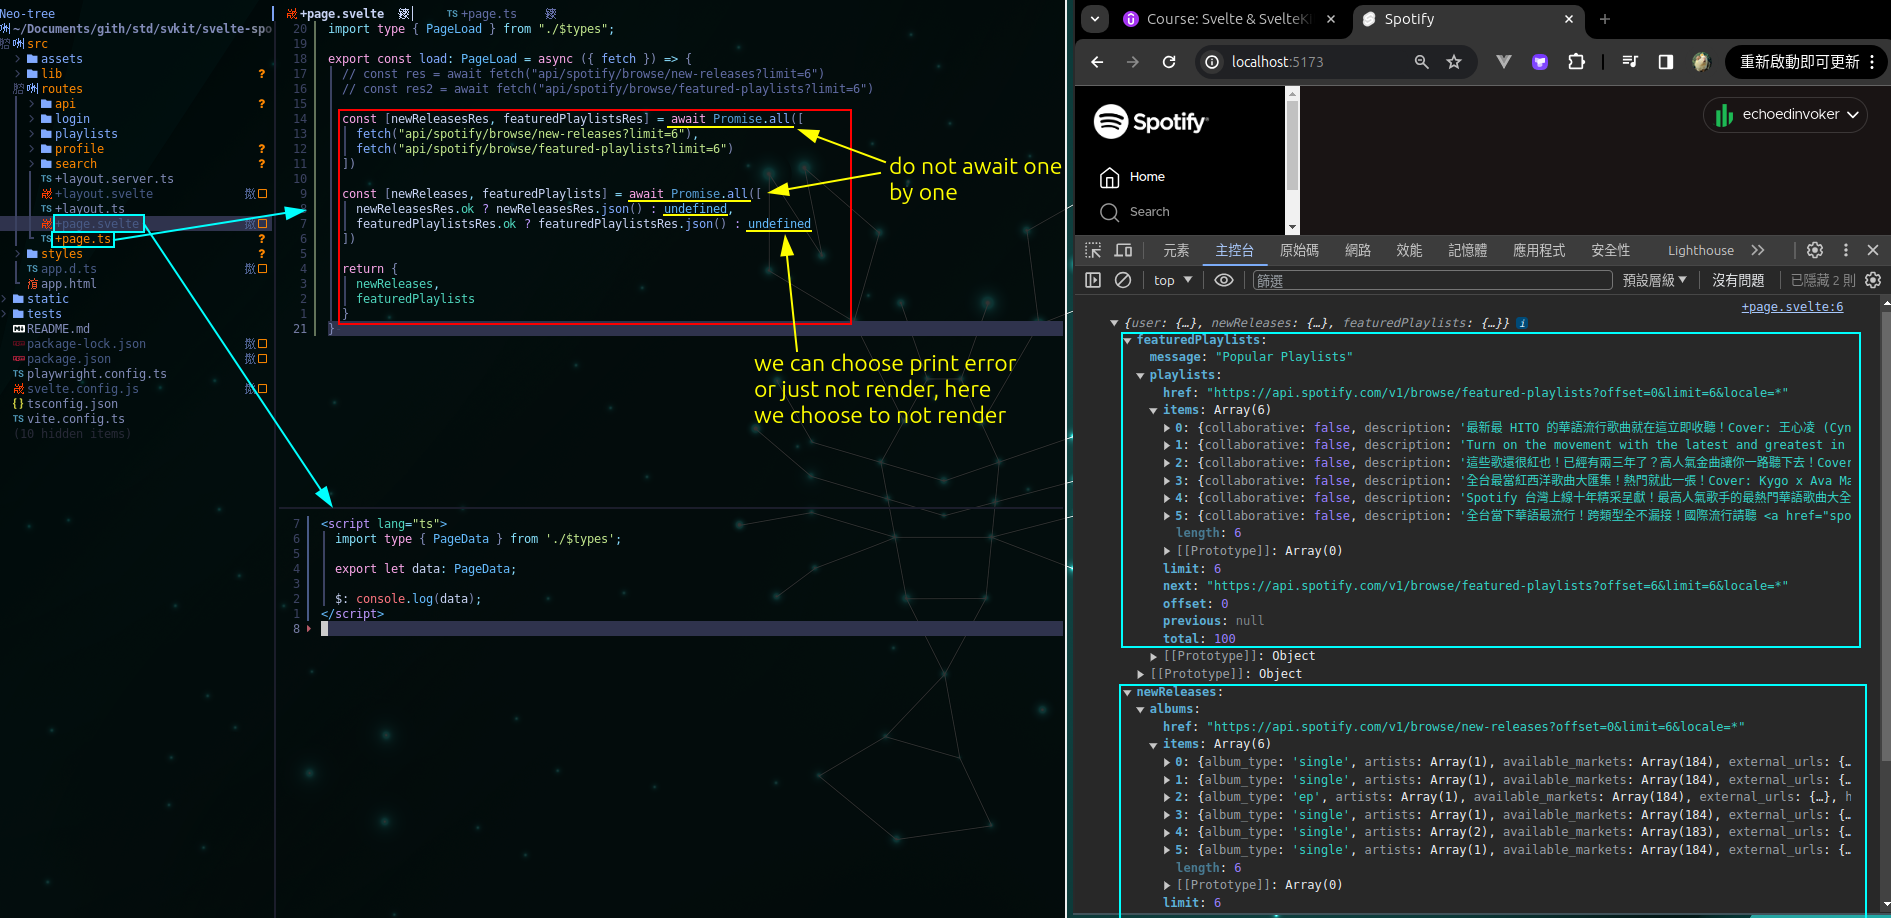 Neo-tree
~/Documents/gith/std/svkit/svelte-spo
src
assets
lib ?
routes
api ?
login
playlists
profile ?
search ?
TS +layout.server.ts
+layout.svelte
TS +layout.ts
+page.svelte
TS +page.ts ?
styles ?
TS app.d.ts
app.html
static
tests
README.md
package-lock.json
package.json
TS playwright.config.ts
svelte.config.js
{} tsconfig.json
TS vite.config.ts
(10 hidden items)
+page.svelte TS +page.ts
20 import type { PageLoad } from "./$types";
19
18 export const load: PageLoad = async ({ fetch }) => {
17 // const res = await fetch("api/spotify/browse/new-releases?limit=6")
16 // const res2 = await fetch("api/spotify/browse/featured-playlists?limit=6")
15
14 const [newReleasesRes, featuredPlaylistsRes] = await Promise.all([
13 fetch("api/spotify/browse/new-releases?limit=6"),
12 fetch("api/spotify/browse/featured-playlists?limit=6")
11 ])
10
9 const [newReleases, featuredPlaylists] = await Promise.all([
8 newReleasesRes.ok ? newReleasesRes.json() : undefined,
7 featuredPlaylistsRes.ok ? featuredPlaylistsRes.json() : undefined
6 ])
5
4 return {
3 newReleases,
2 featuredPlaylists
1 }
21 }
do not await one
by one
we can choose print error
or just not render, here
we choose to not render
7 <script lang="ts">
6 import type { PageData } from './$types';
5
4 export let data: PageData;
3
2 $: console.log(data);
1 </script>
8
Course: Svelte & SvelteKi
Spotify
localhost:5173
重新啟動即可更新
Spotify
echoedinvoker
Home
Search
元素 主控台 原始碼 網路 效能 記憶體 應用程式 安全性 Lighthouse
top 篩選 預設層級 沒有問題 已隱藏 2 則
+page.svelte:6
{user: {…}, newReleases: {…}, featuredPlaylists: {…}} i
featuredPlaylists:
message: "Popular Playlists"
playlists:
href: "https://api.spotify.com/v1/browse/featured-playlists?offset=0&limit=6&locale=*"
items: Array(6)
0: {collaborative: false, description: '最新最 HITO 的華語流行歌曲就在這立即收聽！Cover: 王心凌 (Cyn
1: {collaborative: false, description: 'Turn on the movement with the latest and greatest in
2: {collaborative: false, description: '這些歌還很紅也！已經有兩三年了？高人氣金曲讓你一路聽下去！Cover
3: {collaborative: false, description: '全台最當紅西洋歌曲大匯集！熱門就此一張！Cover: Kygo x Ava Ma
4: {collaborative: false, description: 'Spotify 台灣上線十年精采呈獻！最高人氣歌手的最熱門華語歌曲大全
5: {collaborative: false, description: '全台當下華語最流行！跨類型全不漏接！國際流行請聽 <a href="spo
length: 6
[[Prototype]]: Array(0)
limit: 6
next: "https://api.spotify.com/v1/browse/featured-playlists?offset=6&limit=6&locale=*"
offset: 0
previous: null
total: 100
[[Prototype]]: Object
[[Prototype]]: Object
newReleases:
albums:
href: "https://api.spotify.com/v1/browse/new-releases?offset=0&limit=6&locale=*"
items: Array(6)
0: {album_type: 'single', artists: Array(1), available_markets: Array(184), external_urls: {…
1: {album_type: 'single', artists: Array(1), available_markets: Array(184), external_urls: {…
2: {album_type: 'ep', artists: Array(1), available_markets: Array(184), external_urls: {…}, h
3: {album_type: 'single', artists: Array(1), available_markets: Array(184), external_urls: {…
4: {album_type: 'single', artists: Array(2), available_markets: Array(183), external_urls: {…
5: {album_type: 'single', artists: Array(1), available_markets: Array(184), external_urls: {…
length: 6
[[Prototype]]: Array(0)
limit: 6